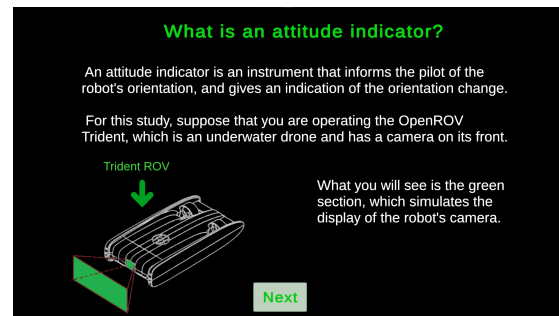 What is an attitude indicator?
An attitude indicator is an instrument that informs the pilot of the
robot's orientation, and gives an indication of the orientation change.
For this study, suppose that you are operating the OpenROV
Trident, which is an underwater drone and has a camera on its front.
Trident ROV
What you will see is the green
section, which simulates the
display of the robot's camera.
Next